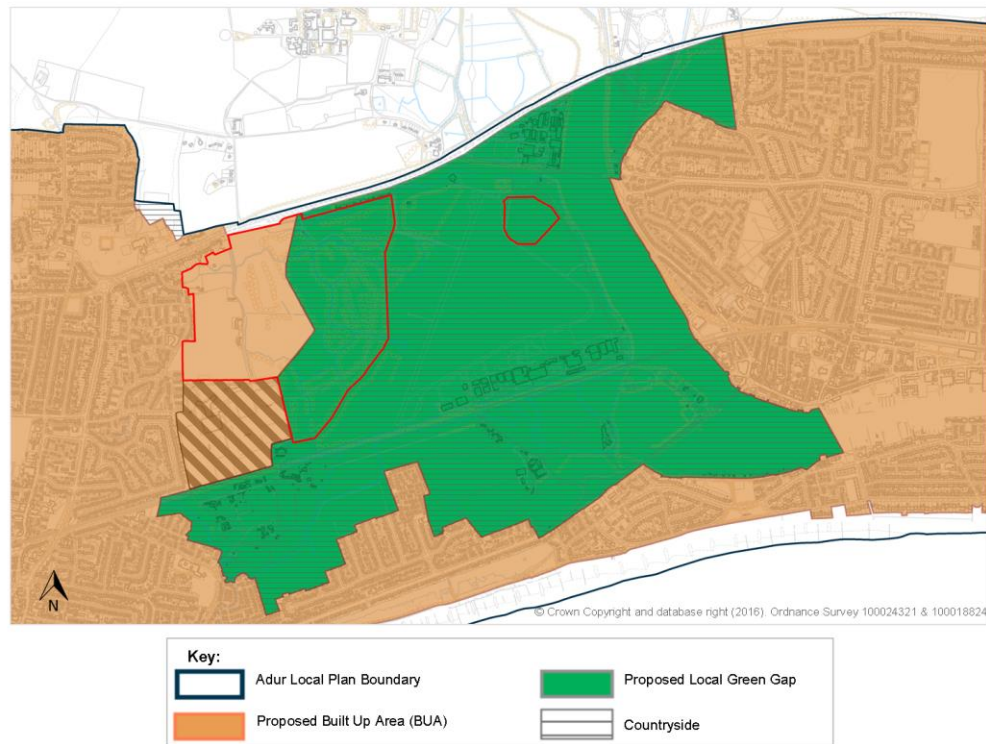 N
© Crown Copyright and database right (2016). Ordnance Survey 100024321 & 100018824
Key:
Adur Local Plan Boundary
Proposed Local Green Gap
Proposed Built Up Area (BUA)
Countryside